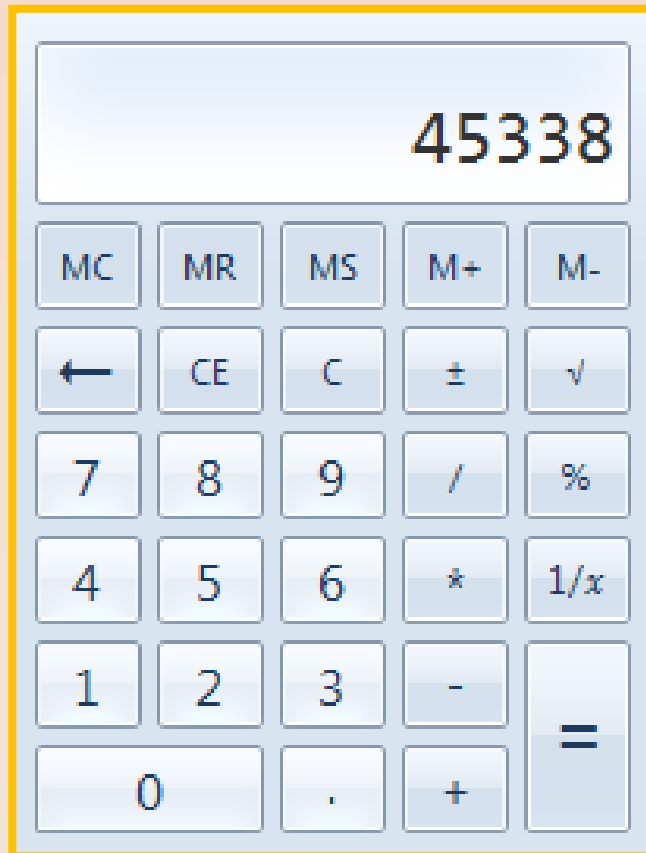 45338
MC MR MS M+ M-
← CE C ± √
7 8 9 / %
4 5 6 * 1/x
1 2 3 - =
0 . +